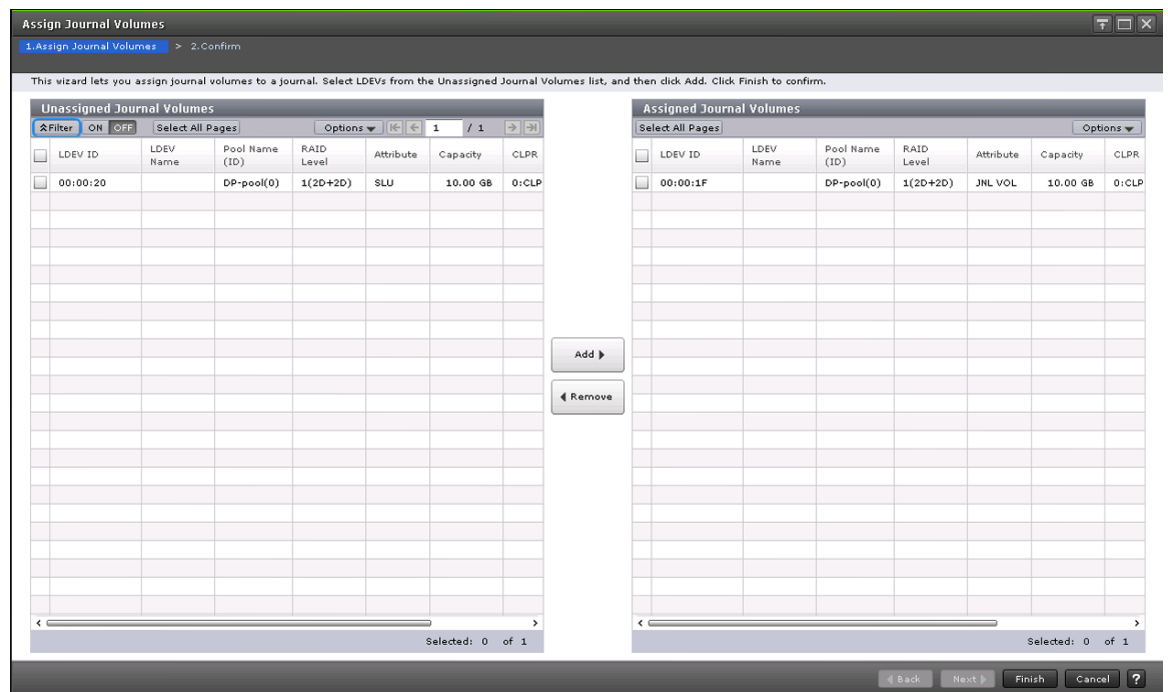 Assign Journal Volumes
1.Assign Journal Volumes > 2.Confirm
This wizard lets you assign journal volumes to a journal. Select LDEVs from the Unassigned Journal Volumes list, and then click Add. Click Finish to confirm.
Unassigned Journal Volumes
Filter ON OFF Select All Pages Options 1 / 1
LDEV ID LDEV Name Pool Name (ID) RAID Level Attribute Capacity CLPR
00:00:20 DP-pool(0) 1(2D+2D) SLU 10.00 GB 0:CLP
Selected: 0 of 1
Add
Remove
Assigned Journal Volumes
Select All Pages Options
LDEV ID LDEV Name Pool Name (ID) RAID Level Attribute Capacity CLPR
00:00:1F DP-pool(0) 1(2D+2D) JNL VOL 10.00 GB 0:CLP
Selected: 0 of 1
Back Next Finish Cancel ?